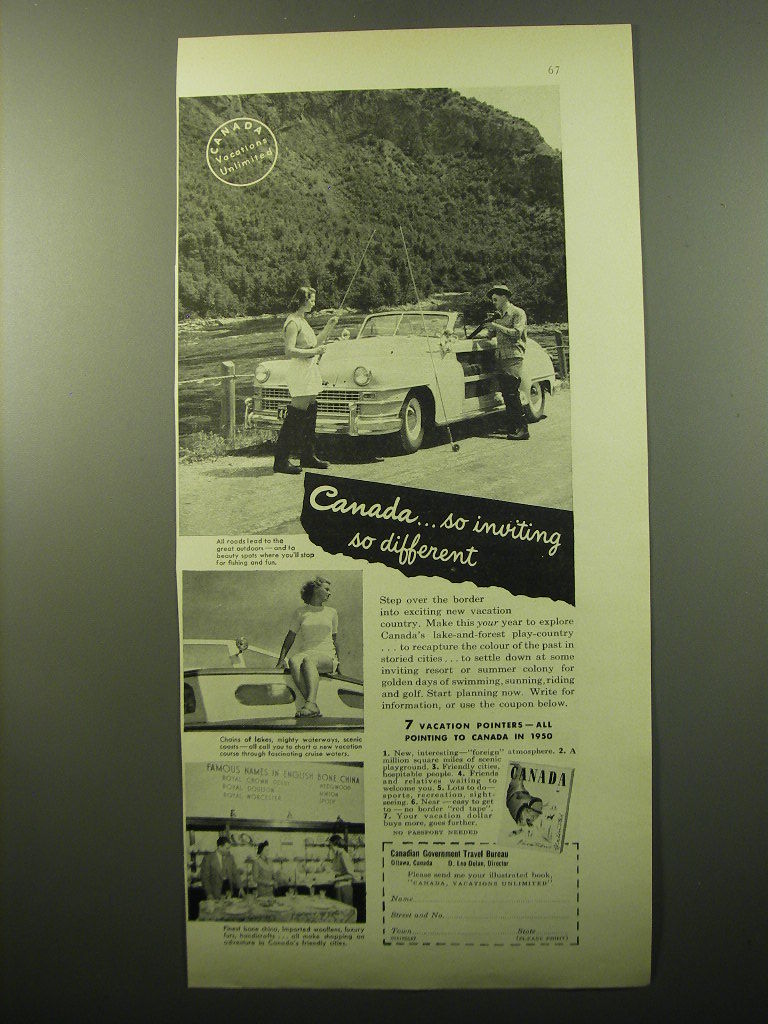 67
CANADA
Vacations
Unlimited
Canada... so inviting
so different
All roads lead to the
great outdoors — and to
beauty spots where you'll stop
for fishing and fun.
Step over the border
into exciting new vacation
country. Make this your year to explore
Canada's lake-and-forest play-country
. . . to recapture the colour of the past in
storied cities . . . to settle down at some
inviting resort or summer colony for
golden days of swimming, sunning, riding
and golf. Start planning now. Write for
information, or use the coupon below.
Chains of lakes, mighty waterways, scenic
coasts — all call you to chart a new vacation
course through fascinating cruise waters.
7 VACATION POINTERS — ALL
POINTING TO CANADA IN 1950
1. New, interesting—"foreign" atmosphere. 2. A
million square miles of scenic
playground. 3. Friendly cities,
hospitable people. 4. Friends
and relatives waiting to
welcome you. 5. Lots to do—
sports, recreation, sight-
seeing. 6. Near — easy to get
to — no border "red tape".
7. Your vacation dollar
buys more, goes further.
NO PASSPORT NEEDED
CANADA
FAMOUS NAMES IN ENGLISH BONE CHINA
ROYAL CROWN DERBY WEDGWOOD
ROYAL DOULTON MINTON
ROYAL WORCESTER SPODE
Finest bone china, imported woollens, luxury
furs, handicrafts . . . all make shopping an
adventure in Canada's friendly cities.
Canadian Government Travel Bureau
Ottawa, Canada D. Leo Dolan, Director
Please send me your illustrated book,
"CANADA, VACATIONS UNLIMITED"
Name
Street and No.
Town State
(PLEASE PRINT)